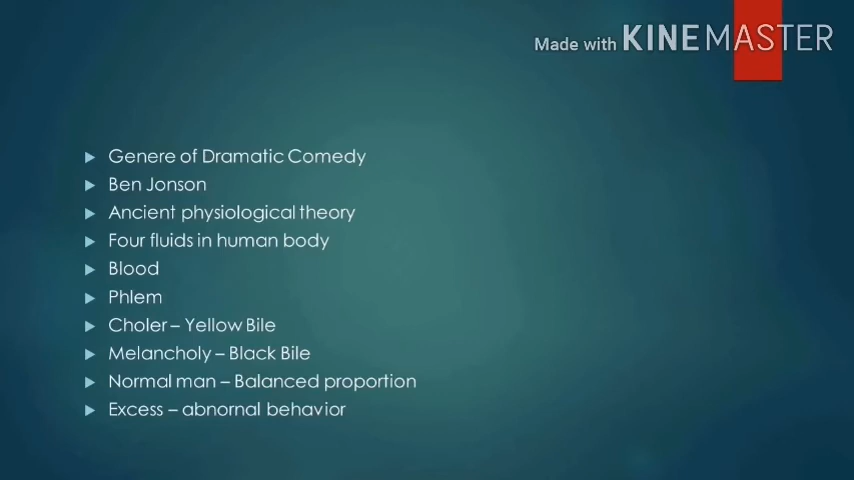 Made with KINEMASTER
Genere of Dramatic Comedy
Ben Jonson
Ancient physiological theory
Four fluids in human body
Blood
Phlem
Choler – Yellow Bile
Melancholy – Black Bile
Normal man – Balanced proportion
Excess – abnornal behavior